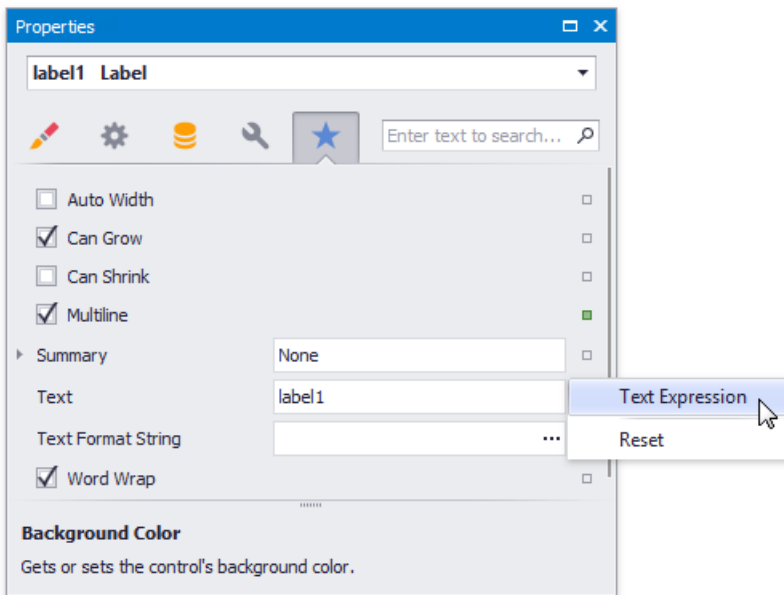 Properties
label1 Label
Enter text to search...
Auto Width
Can Grow
Can Shrink
Multiline
Summary None
Text label1 Text Expression
Text Format String ...
Reset
Word Wrap
Background Color
Gets or sets the control's background color.